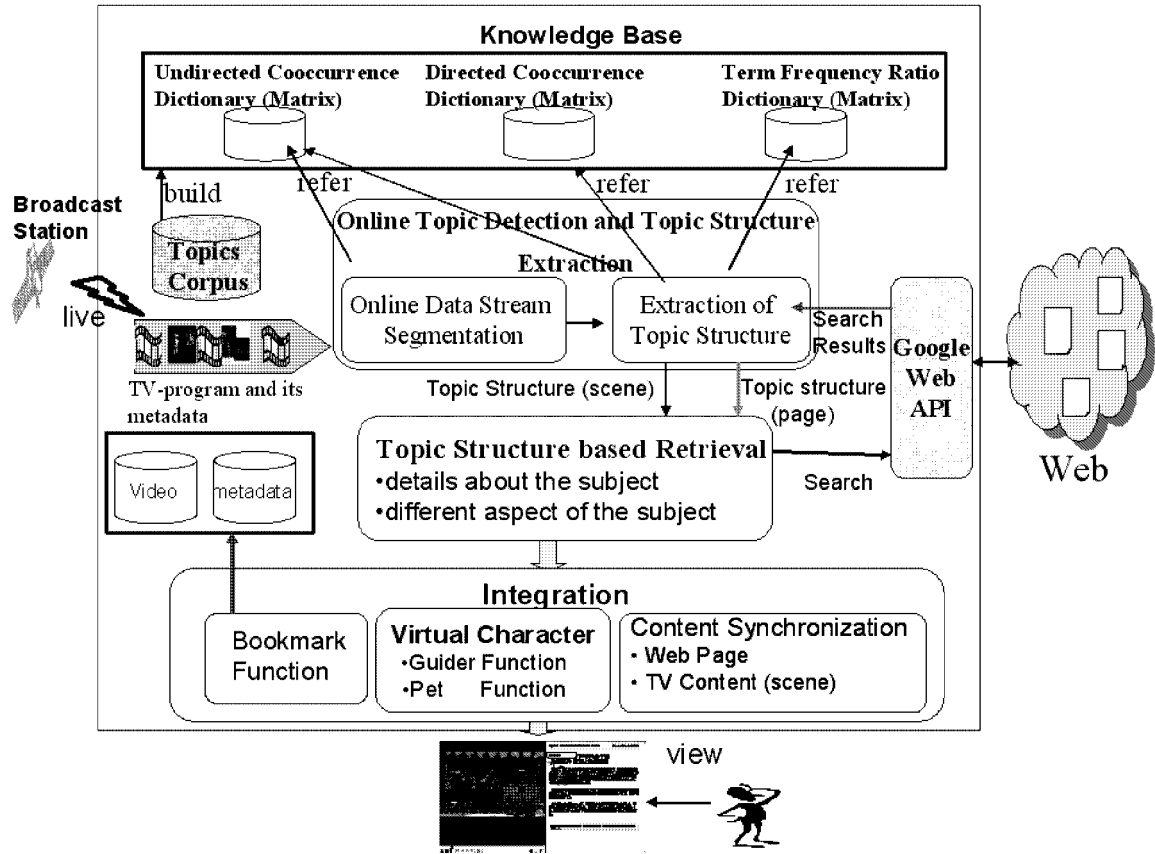 Knowledge Base
Undirected Cooccurrence
Dictionary (Matrix)
Directed Cooccurrence
Dictionary (Matrix)
Term Frequency Ratio
Dictionary (Matrix)
build
refer
refer
refer
Broadcast
Station
live
Topics
Corpus
Online Topic Detection and Topic Structure
Extraction
Online Data Stream
Segmentation
Extraction of
Topic Structure
Search
Results
Google
Web
API
Web
TV-program and its
metadata
Topic Structure (scene)
Topic structure
(page)
Video
metadata
Topic Structure based Retrieval
•details about the subject
•different aspect of the subject
Search
Integration
Bookmark
Function
Virtual Character
•Guider Function
•Pet Function
Content Synchronization
• Web Page
• TV Content (scene)
view